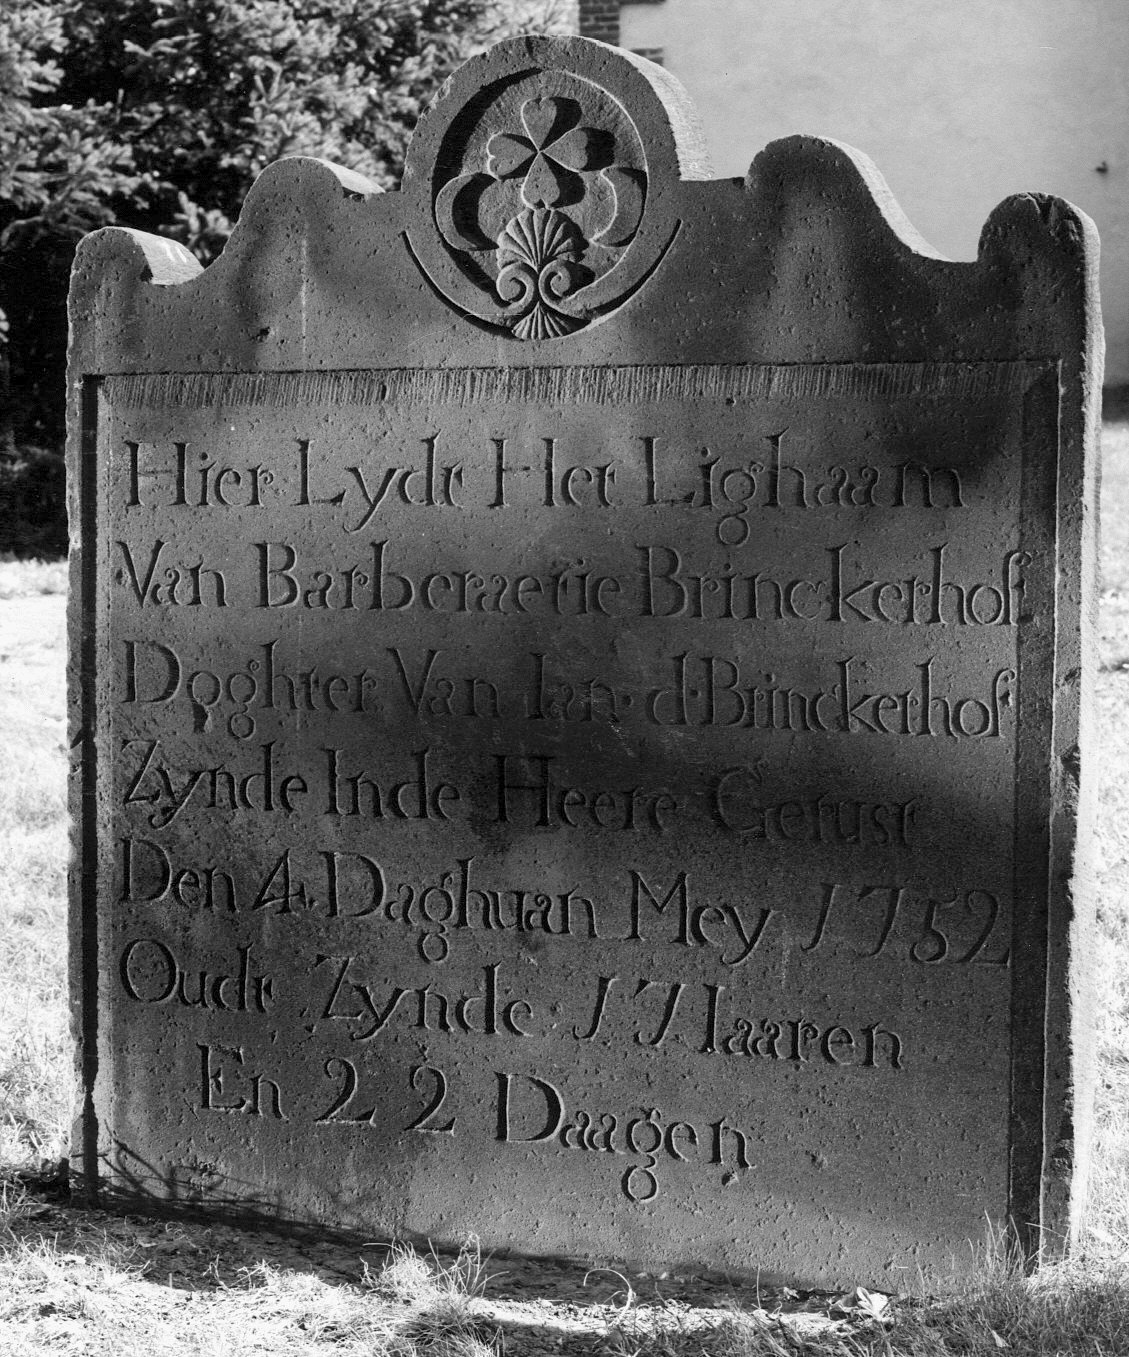 Hier Lydt Het Lighaam
Van Barberaerie Brinckerhof
Doghter Van Ian·d·Brinckerhof
Zynde Inde Heere Gerust
Den 4 Daghuan Mey 1752
Oudt Zynde 17 Iaaren
En 22 Daagen